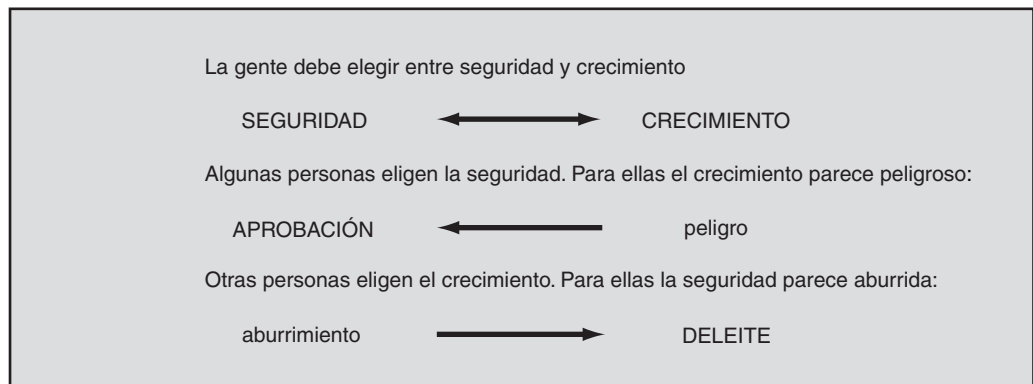 La gente debe elegir entre seguridad y crecimiento
SEGURIDAD CRECIMIENTO
Algunas personas eligen la seguridad. Para ellas el crecimiento parece peligroso:
APROBACIÓN peligro
Otras personas eligen el crecimiento. Para ellas la seguridad parece aburrida:
aburrimiento DELEITE